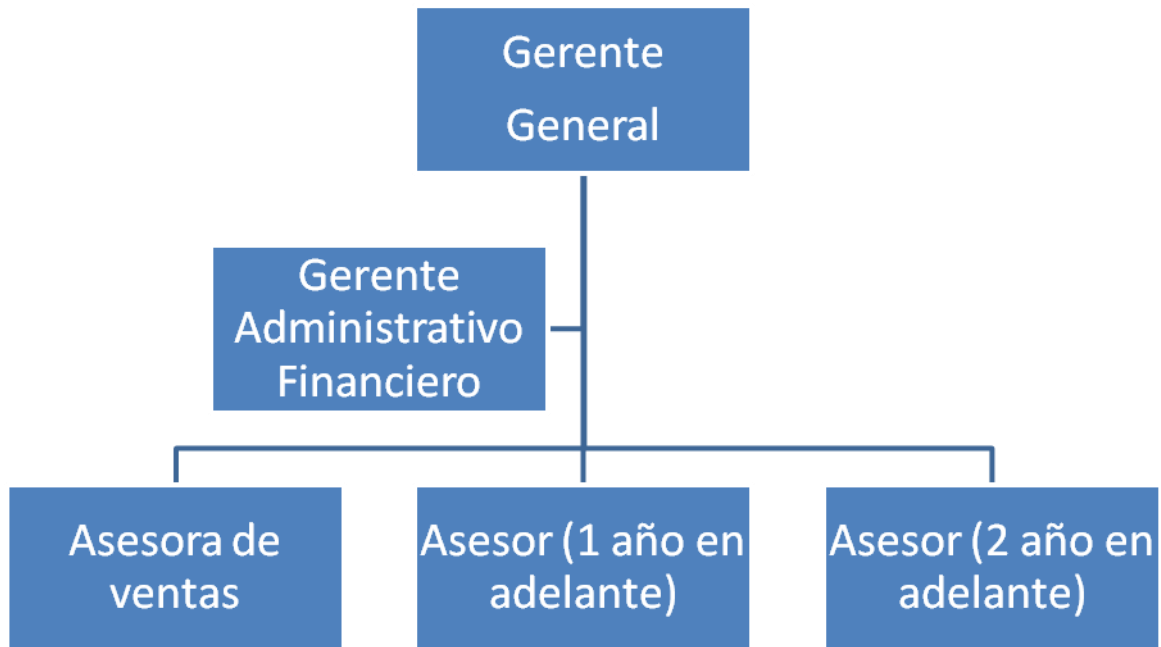 Gerente
General
Gerente
Administrativo
Financiero
Asesora de
ventas
Asesor (1 año en
adelante)
Asesor (2 año en
adelante)